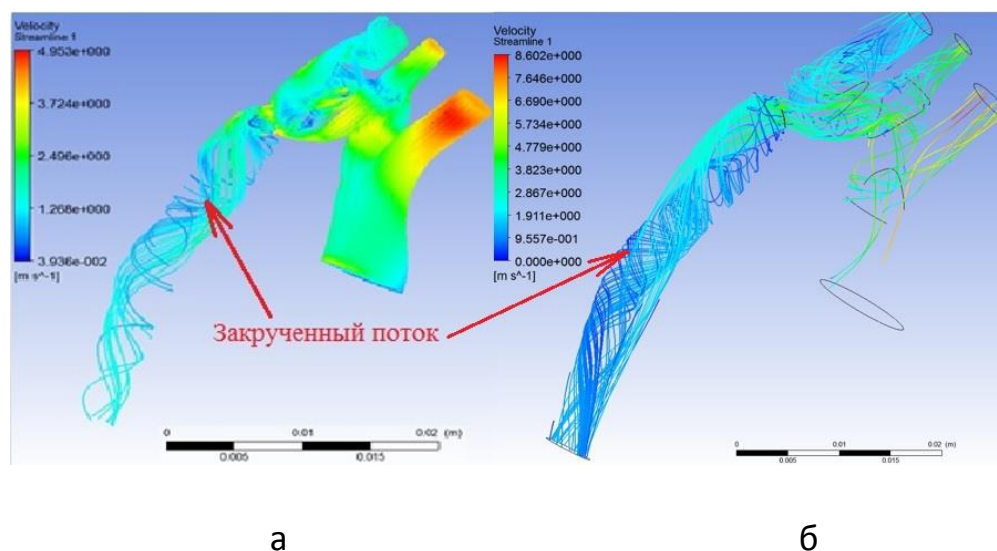 Velocity
Streamline 1
4.953e+000
3.724e+000
2.496e+000
1.268e+000
3.936e-002
[m s^-1]
Velocity
Streamline 1
8.602e+000
7.646e+000
6.690e+000
5.734e+000
4.779e+000
3.823e+000
2.867e+000
1.911e+000
9.557e-001
0.000e+000
[m s^-1]
Закрученный поток
0 0.01 0.02 (m)
0.005 0.015
0 0.01 0.02 (m)
0.005 0.015
а б